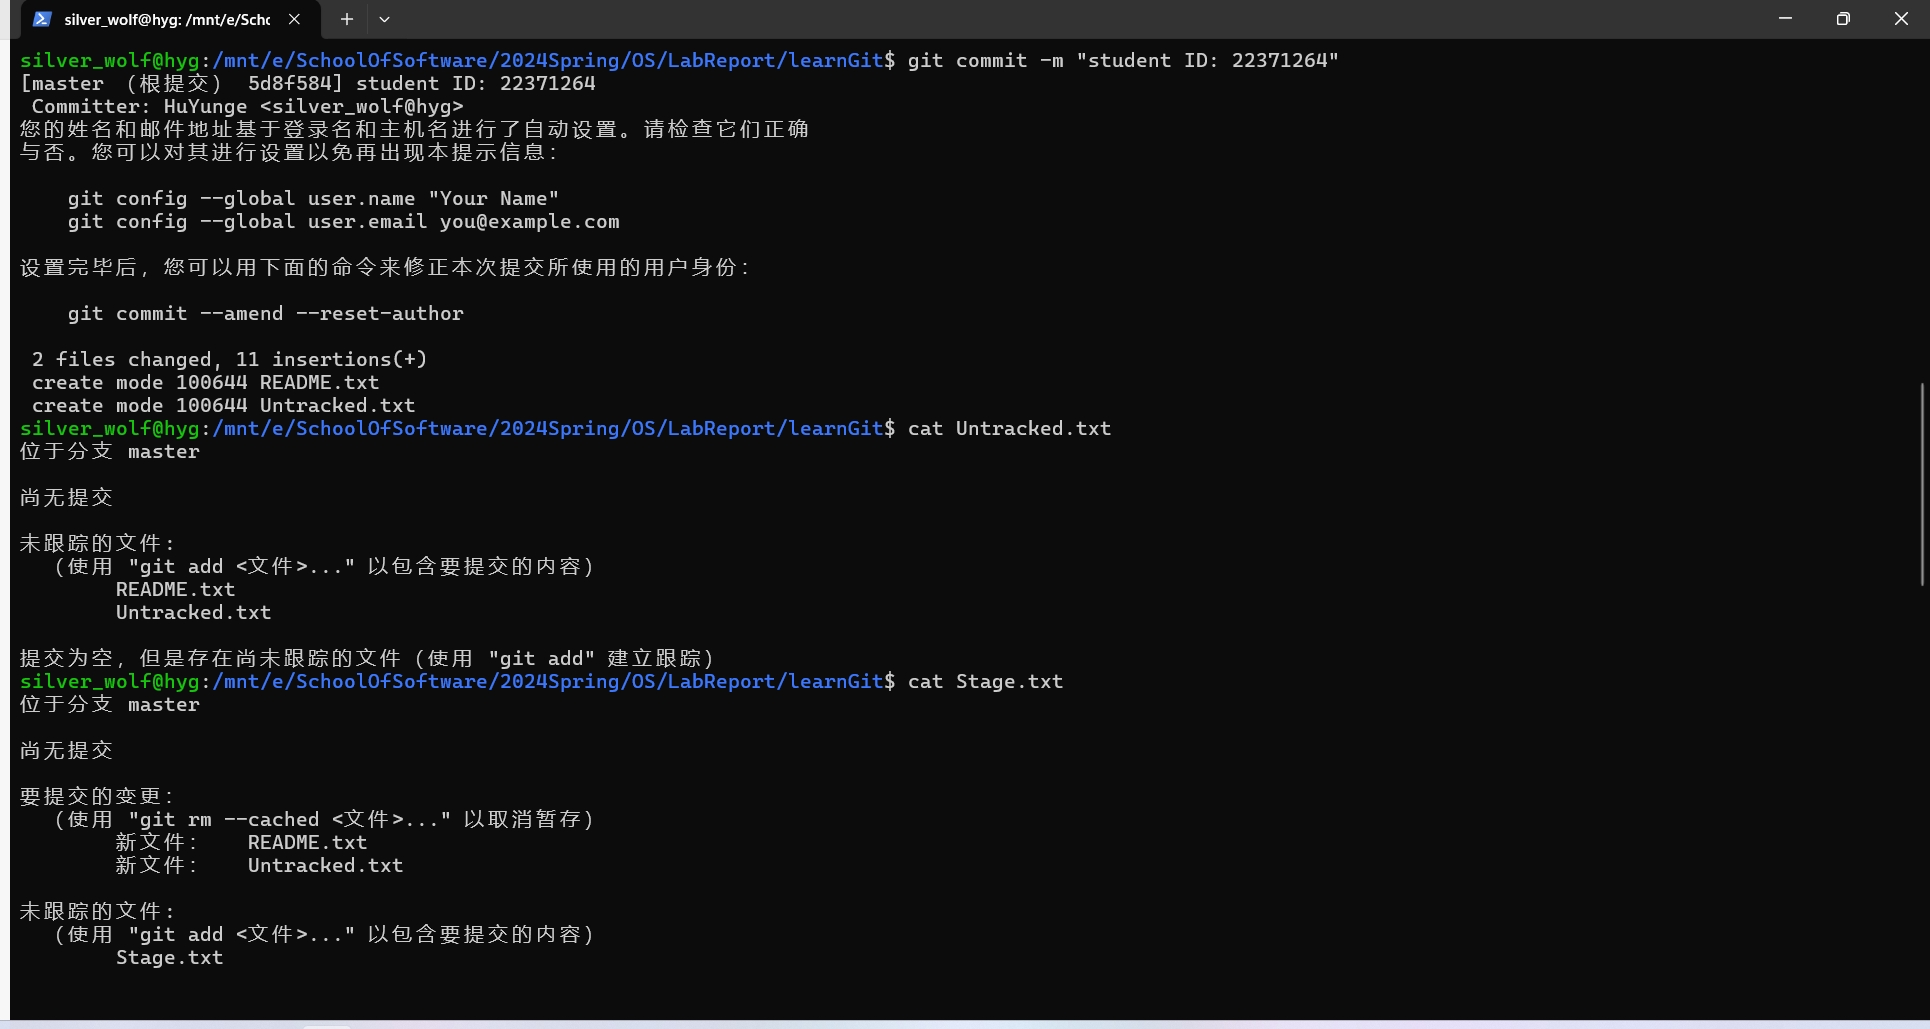 silver_wolf@hyg: /mnt/e/Scho
silver_wolf@hyg:/mnt/e/SchoolOfSoftware/2024Spring/OS/LabReport/learnGit$ git commit -m "student ID: 22371264"
[master （根提交） 5d8f584] student ID: 22371264
 Committer: HuYunge <silver_wolf@hyg>
您的姓名和邮件地址基于登录名和主机名进行了自动设置。请检查它们正确
与否。您可以对其进行设置以免再出现本提示信息：
    git config --global user.name "Your Name"
    git config --global user.email you@example.com
设置完毕后，您可以用下面的命令来修正本次提交所使用的用户身份：
    git commit --amend --reset-author
 2 files changed, 11 insertions(+)
 create mode 100644 README.txt
 create mode 100644 Untracked.txt
silver_wolf@hyg:/mnt/e/SchoolOfSoftware/2024Spring/OS/LabReport/learnGit$ cat Untracked.txt
位于分支 master
尚无提交
未跟踪的文件：
  （使用 "git add <文件>..." 以包含要提交的内容）
        README.txt
        Untracked.txt
提交为空，但是存在尚未跟踪的文件（使用 "git add" 建立跟踪）
silver_wolf@hyg:/mnt/e/SchoolOfSoftware/2024Spring/OS/LabReport/learnGit$ cat Stage.txt
位于分支 master
尚无提交
要提交的变更：
  （使用 "git rm --cached <文件>..." 以取消暂存）
        新文件：   README.txt
        新文件：   Untracked.txt
未跟踪的文件：
  （使用 "git add <文件>..." 以包含要提交的内容）
        Stage.txt